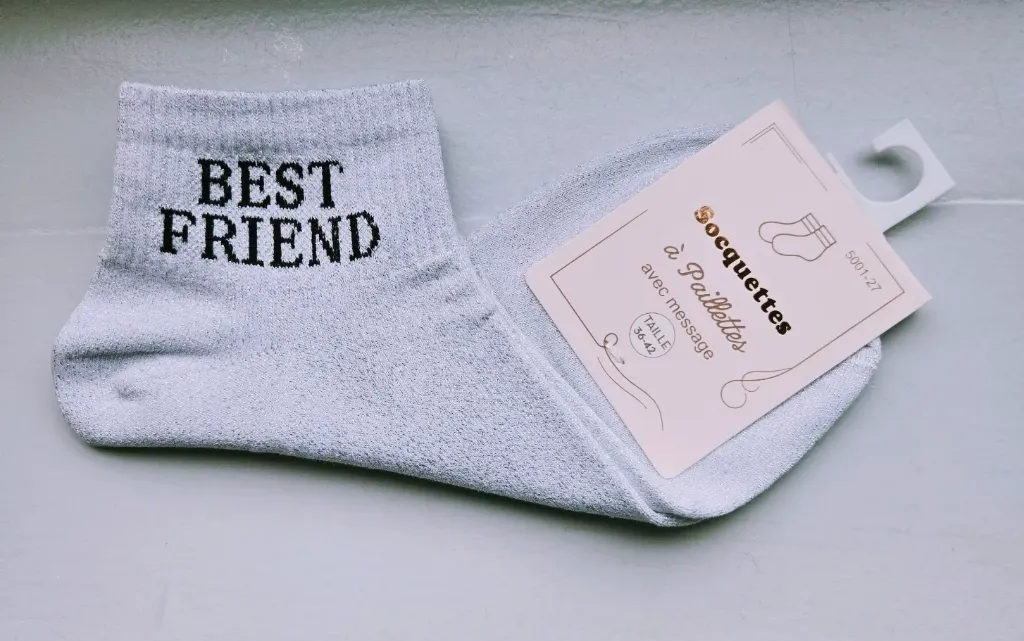 BEST
FRIEND
5001-27
Socquettes
à Paillettes
avec message
TAILLE
36-42